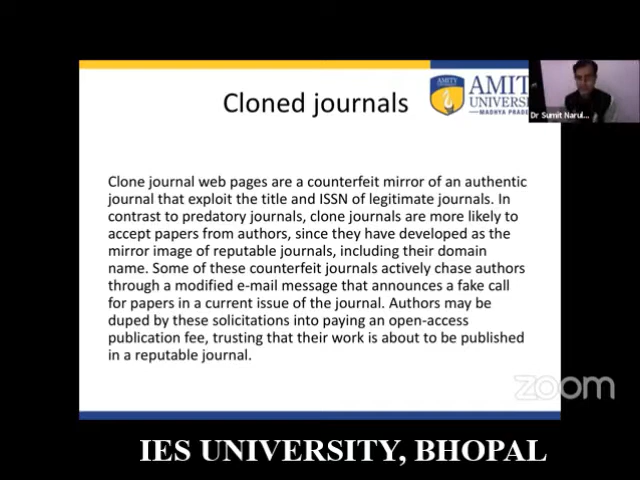 Cloned journals
AMITY
AMIT
UNIVERS
MADHYA PRADE
Dr Sumit Narul...
Clone journal web pages are a counterfeit mirror of an authentic
journal that exploit the title and ISSN of legitimate journals. In
contrast to predatory journals, clone journals are more likely to
accept papers from authors, since they have developed as the
mirror image of reputable journals, including their domain
name. Some of these counterfeit journals actively chase authors
through a modified e-mail message that announces a fake call
for papers in a current issue of the journal. Authors may be
duped by these solicitations into paying an open-access
publication fee, trusting that their work is about to be published
in a reputable journal.
zoom
IES UNIVERSITY, BHOPAL